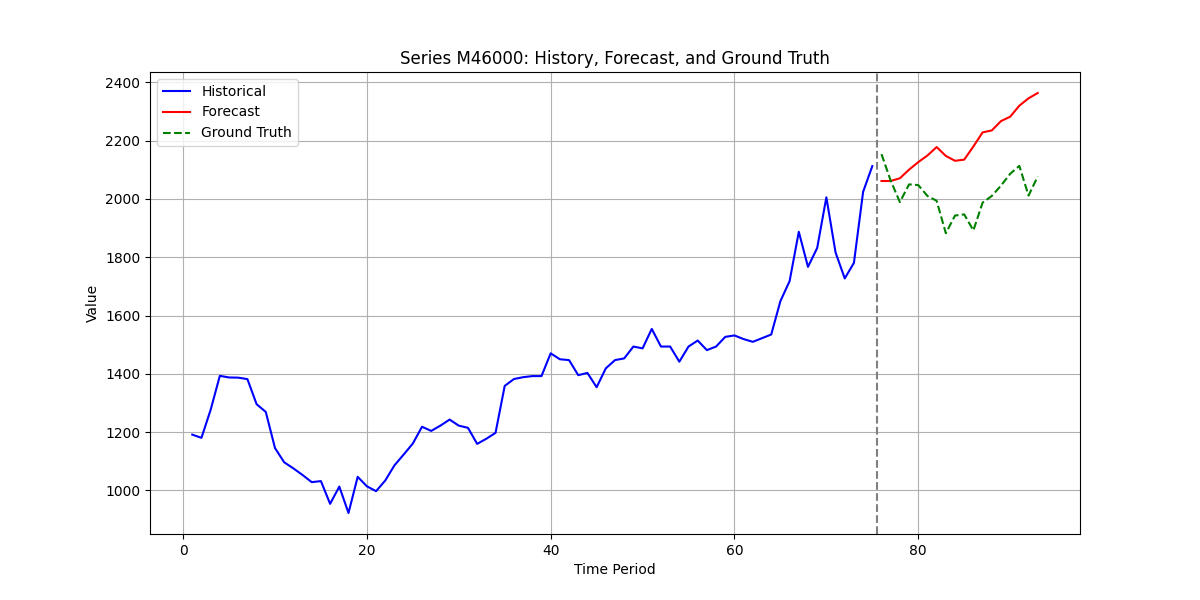 Series M46000: History, Forecast, and Ground Truth
Historical
Forecast
Ground Truth
2400
2200
2000
1800
1600
1400
1200
1000
Value
0 20 40 60 80
Time Period